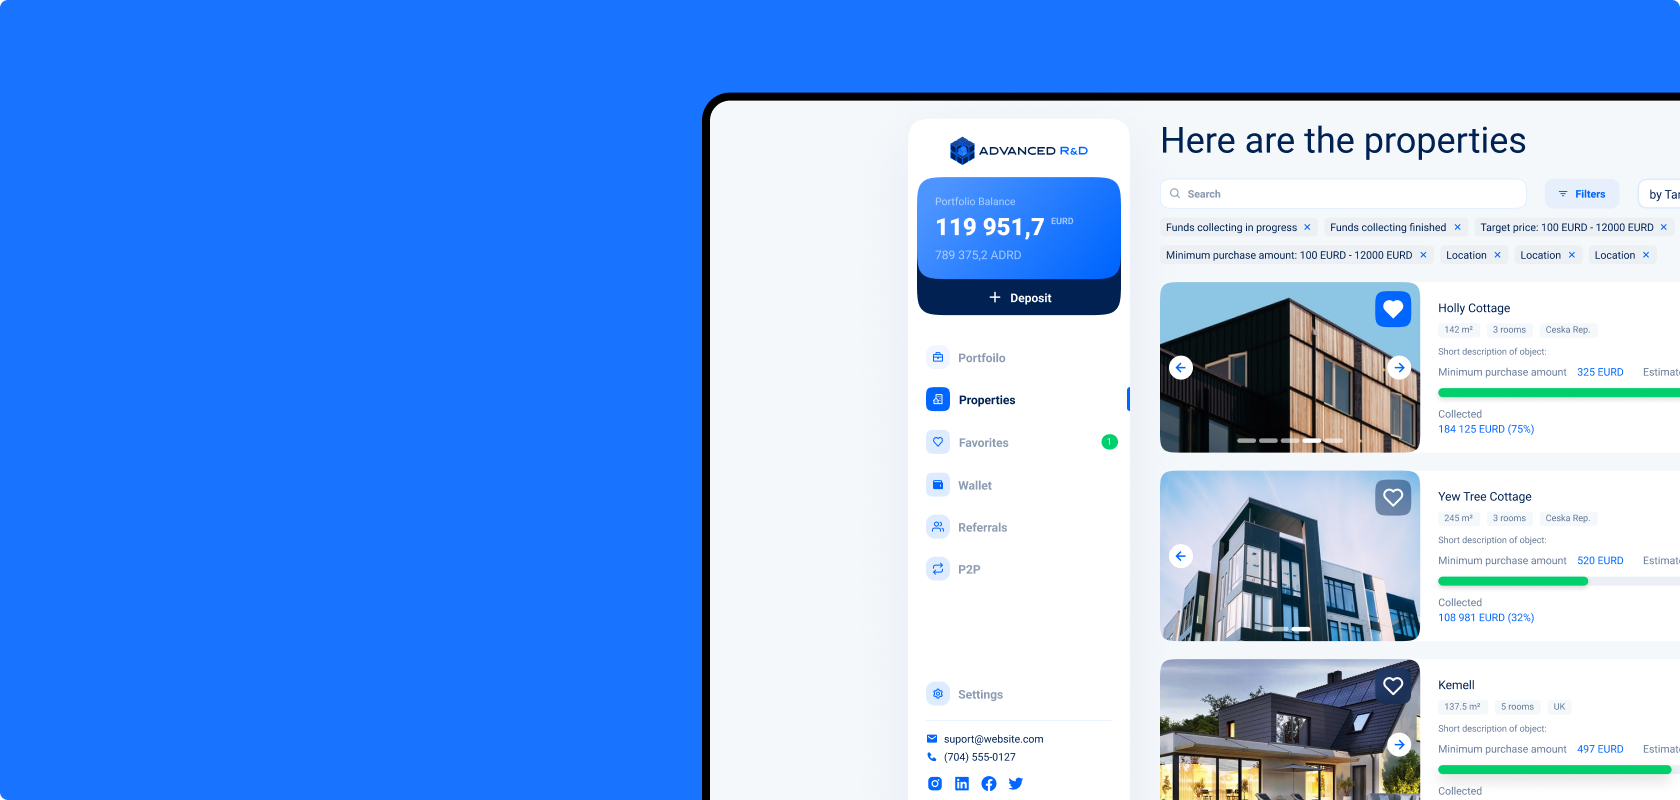 ADVANCED R&D
Portfolio Balance
119 951,7 EURD
789 375,2 ADRD
+ Deposit
Portfoilo
Properties
Favorites 1
Wallet
Referrals
P2P
Settings
suport@website.com
(704) 555-0127
Here are the properties
Search Filters by Tar
Funds collecting in progress × Funds collecting finished × Target price: 100 EURD - 12000 EURD ×
Minimum purchase amount: 100 EURD - 12000 EURD × Location × Location × Location ×
Holly Cottage
142 m² 3 rooms Ceska Rep.
Short description of object:
Minimum purchase amount 325 EURD Estimate
Collected
184 125 EURD (75%)
Yew Tree Cottage
245 m² 3 rooms Ceska Rep.
Short description of object:
Minimum purchase amount 520 EURD Estimate
Collected
108 981 EURD (32%)
Kemell
137.5 m² 5 rooms UK
Short description of object:
Minimum purchase amount 497 EURD Estimate
Collected